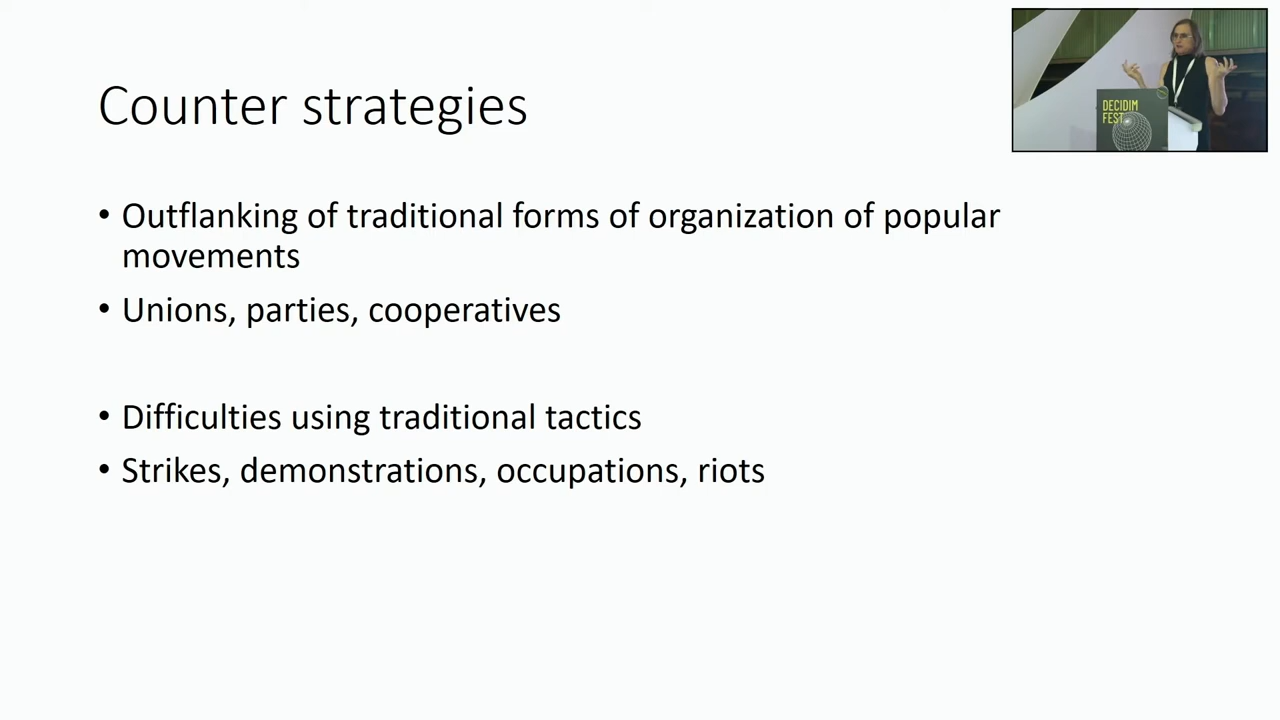 Counter strategies
• Outflanking of traditional forms of organization of popular
movements
• Unions, parties, cooperatives
• Difficulties using traditional tactics
• Strikes, demonstrations, occupations, riots
DECIDIM
FEST